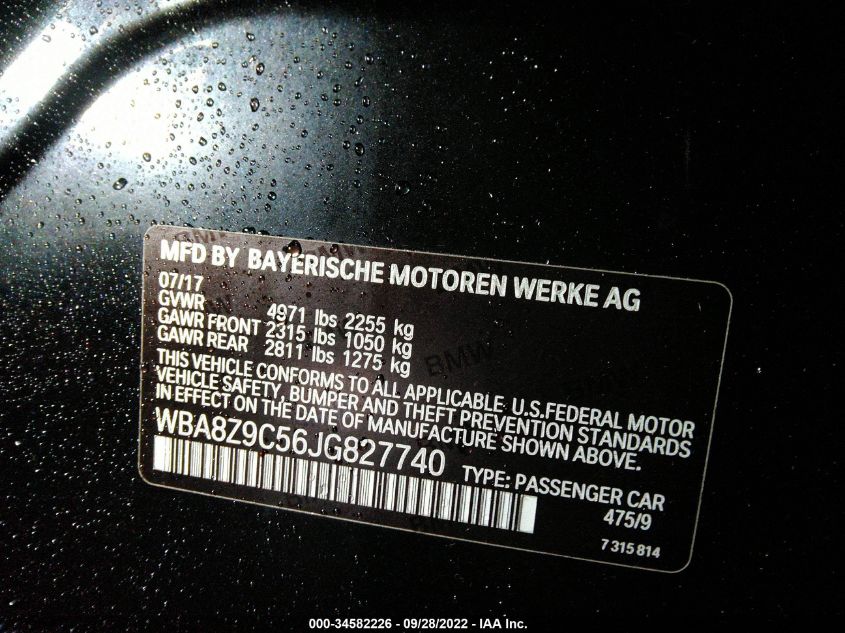 MFD BY BAYERISCHE MOTOREN WERKE AG
07/17
GVWR 4971 lbs 2255 kg
GAWR FRONT 2315 lbs 1050 kg
GAWR REAR 2811 lbs 1275 kg
THIS VEHICLE CONFORMS TO ALL APPLICABLE U.S.FEDERAL MOTOR
VEHICLE SAFETY, BUMPER AND THEFT PREVENTION STANDARDS
IN EFFECT ON THE DATE OF MANUFACTURE SHOWN ABOVE.
WBA8Z9C56JG827740
TYPE: PASSENGER CAR
475/9
7 315 814
000-34582226 - 09/28/2022 - IAA Inc.